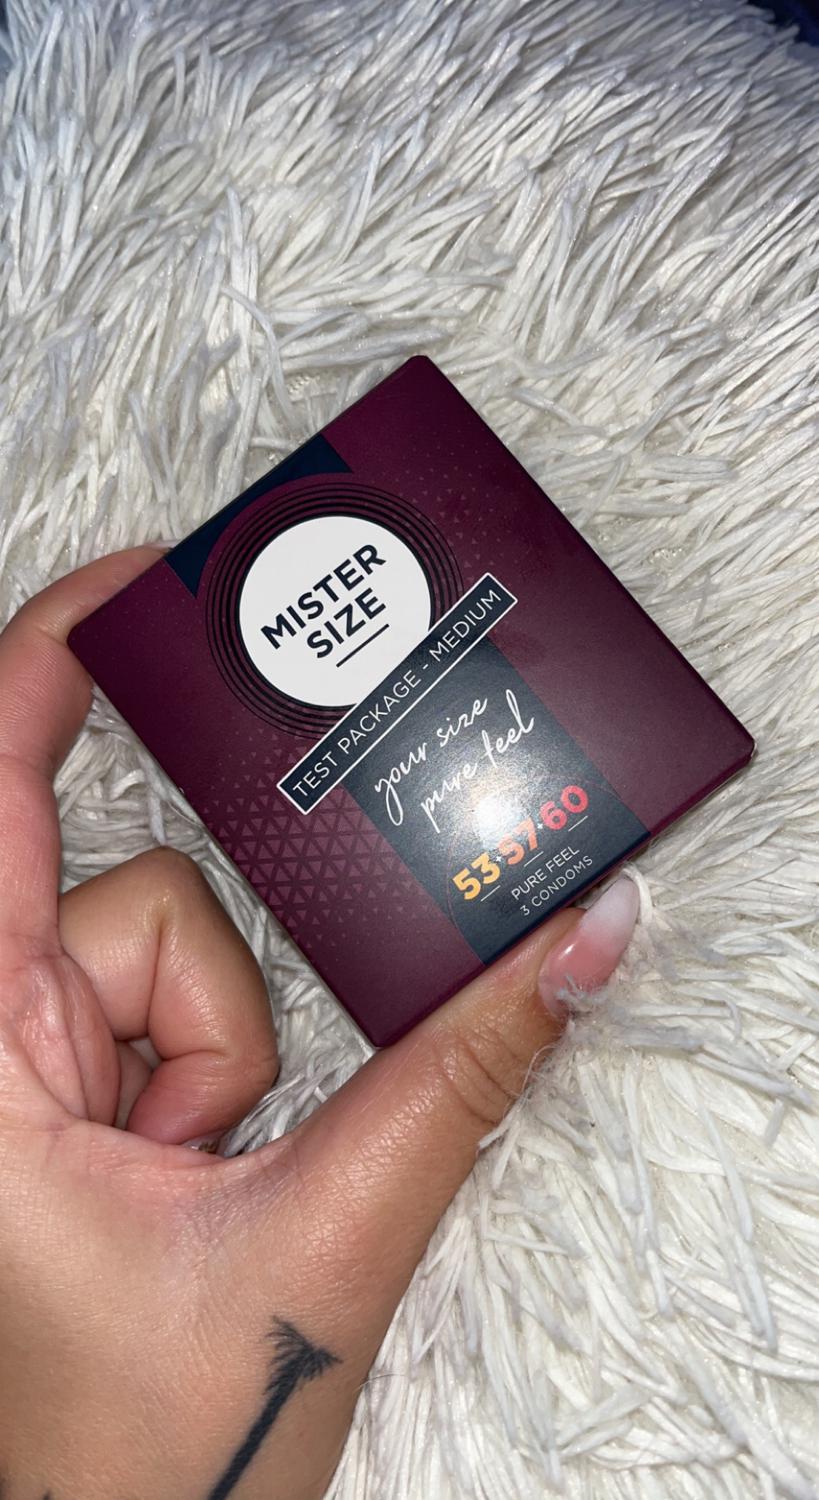 MISTER
SIZE
TEST PACKAGE - MEDIUM
your size
pure feel
53·57·60
PURE FEEL
3 CONDOMS